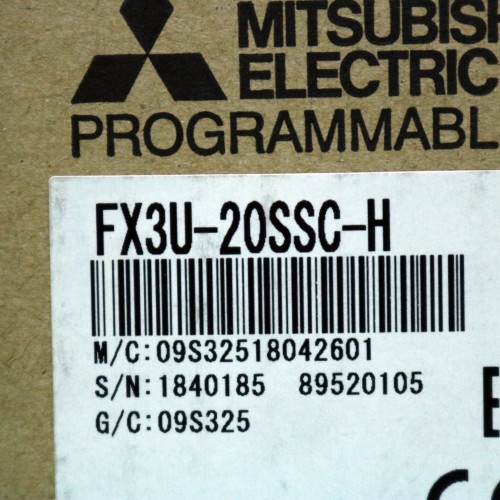 MITSUBISH
ELECTRIC
PROGRAMMABL
FX3U-20SSC-H
M/C:09S32518042601
S/N:1840185 89520105
G/C:09S325